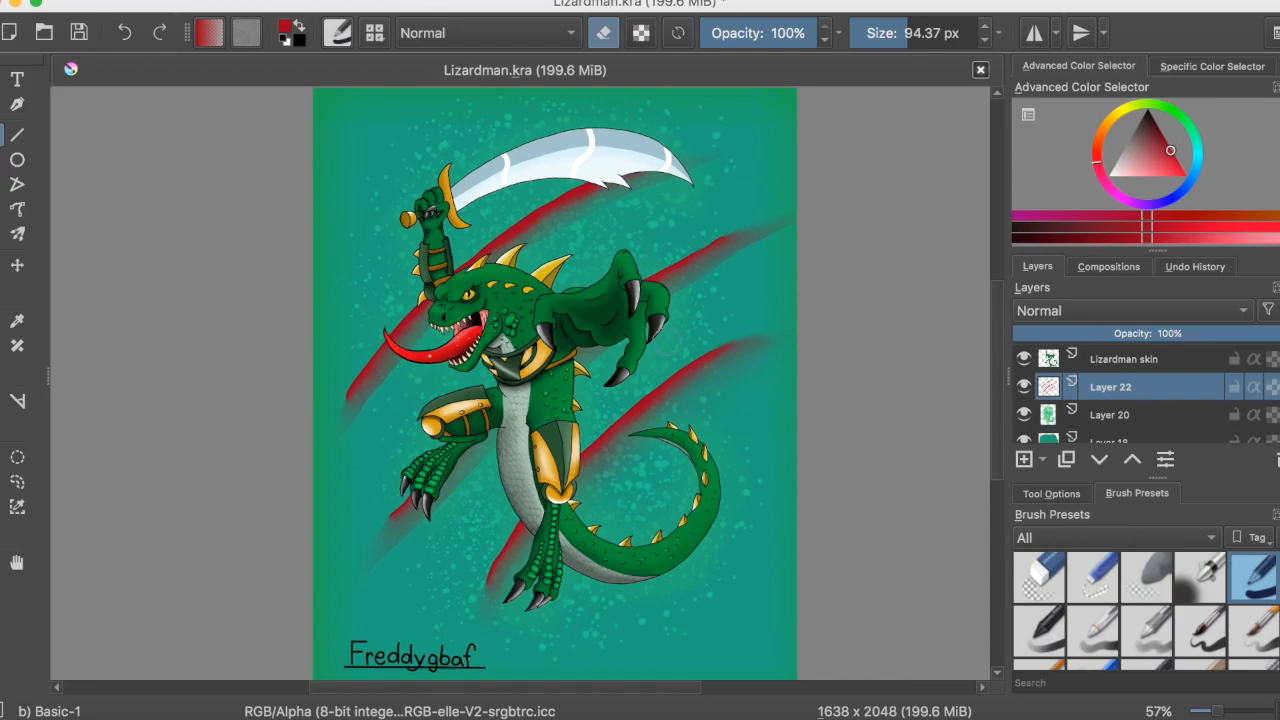 Lizardman.kra (199.6 MiB) *
Normal
Opacity: 100%
Size: 94.37 px
Lizardman.kra (199.6 MiB)
Advanced Color Selector
Specific Color Selector
Advanced Color Selector
Layers
Compositions
Undo History
Layers
Normal
Opacity: 100%
Lizardman skin
Layer 22
Layer 20
Layer 18
Tool Options
Brush Presets
Brush Presets
All
Tag
Search
Freddygbaf
b) Basic-1
RGB/Alpha (8-bit intege...RGB-elle-V2-srgbtrc.icc
1638 x 2048 (199.6 MiB)
57%